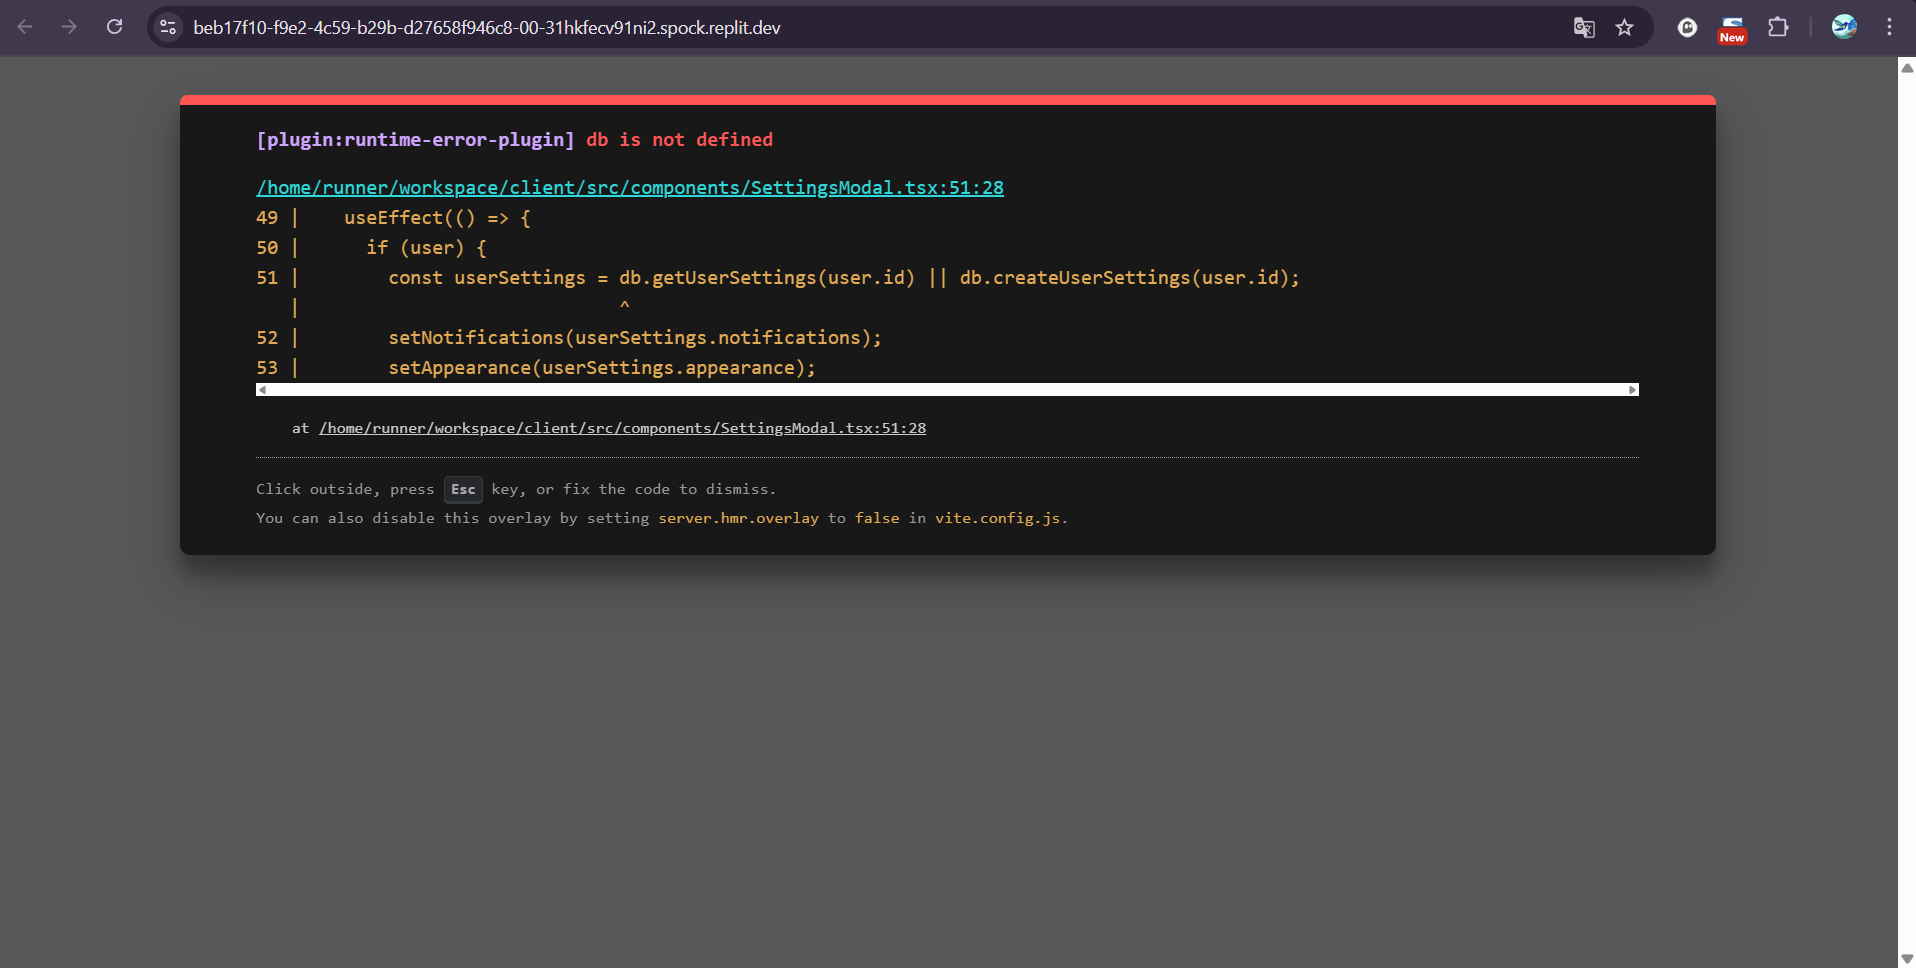 beb17f10-f9e2-4c59-b29b-d27658f946c8-00-31hkfecv91ni2.spock.replit.dev
New
[plugin:runtime-error-plugin] db is not defined
/home/runner/workspace/client/src/components/SettingsModal.tsx:51:28
49 |    useEffect(() => {
50 |      if (user) {
51 |        const userSettings = db.getUserSettings(user.id) || db.createUserSettings(user.id);
   |                             ^
52 |        setNotifications(userSettings.notifications);
53 |        setAppearance(userSettings.appearance);
at /home/runner/workspace/client/src/components/SettingsModal.tsx:51:28
Click outside, press Esc key, or fix the code to dismiss.
You can also disable this overlay by setting server.hmr.overlay to false in vite.config.js.